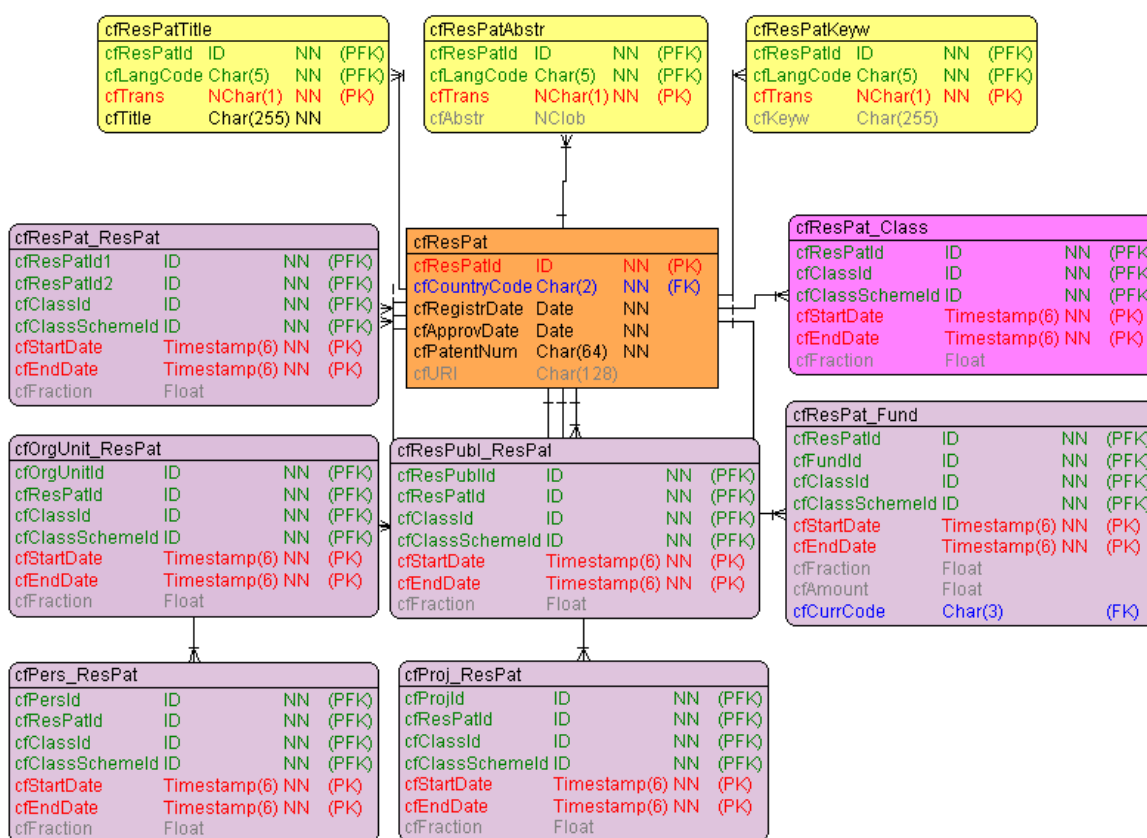 cfResPatTitle
cfResPatId ID NN (PFK)
cfLangCode Char(5) NN (PFK)
cfTrans NChar(1) NN (PK)
cfTitle Char(255) NN
cfResPatAbstr
cfResPatId ID NN (PFK)
cfLangCode Char(5) NN (PFK)
cfTrans NChar(1) NN (PK)
cfAbstr NClob
cfResPatKeyw
cfResPatId ID NN (PFK)
cfLangCode Char(5) NN (PFK)
cfTrans NChar(1) NN (PK)
cfKeyw Char(255)
cfResPat_ResPat
cfResPatId1 ID NN (PFK)
cfResPatId2 ID NN (PFK)
cfClassId ID NN (PFK)
cfClassSchemeId ID NN (PFK)
cfStartDate Timestamp(6) NN (PK)
cfEndDate Timestamp(6) NN (PK)
cfFraction Float
cfResPat
cfResPatId ID NN (PK)
cfCountryCode Char(2) NN (FK)
cfRegistrDate Date NN
cfApprovDate Date NN
cfPatentNum Char(64) NN
cfURI Char(128)
cfResPat_Class
cfResPatId ID NN (PFK)
cfClassId ID NN (PFK)
cfClassSchemeId ID NN (PFK)
cfStartDate Timestamp(6) NN (PK)
cfEndDate Timestamp(6) NN (PK)
cfFraction Float
cfOrgUnit_ResPat
cfOrgUnitId ID NN (PFK)
cfResPatId ID NN (PFK)
cfClassId ID NN (PFK)
cfClassSchemeId ID NN (PFK)
cfStartDate Timestamp(6) NN (PK)
cfEndDate Timestamp(6) NN (PK)
cfFraction Float
cfResPubl_ResPat
cfResPublId ID NN (PFK)
cfResPatId ID NN (PFK)
cfClassId ID NN (PFK)
cfClassSchemeId ID NN (PFK)
cfStartDate Timestamp(6) NN (PK)
cfEndDate Timestamp(6) NN (PK)
cfFraction Float
cfResPat_Fund
cfResPatId ID NN (PFK)
cfFundId ID NN (PFK)
cfClassId ID NN (PFK)
cfClassSchemeId ID NN (PFK)
cfStartDate Timestamp(6) NN (PK)
cfEndDate Timestamp(6) NN (PK)
cfFraction Float
cfAmount Float
cfCurrCode Char(3) (FK)
cfPers_ResPat
cfPersId ID NN (PFK)
cfResPatId ID NN (PFK)
cfClassId ID NN (PFK)
cfClassSchemeId ID NN (PFK)
cfStartDate Timestamp(6) NN (PK)
cfEndDate Timestamp(6) NN (PK)
cfFraction Float
cfProj_ResPat
cfProjId ID NN (PFK)
cfResPatId ID NN (PFK)
cfClassId ID NN (PFK)
cfClassSchemeId ID NN (PFK)
cfStartDate Timestamp(6) NN (PK)
cfEndDate Timestamp(6) NN (PK)
cfFraction Float